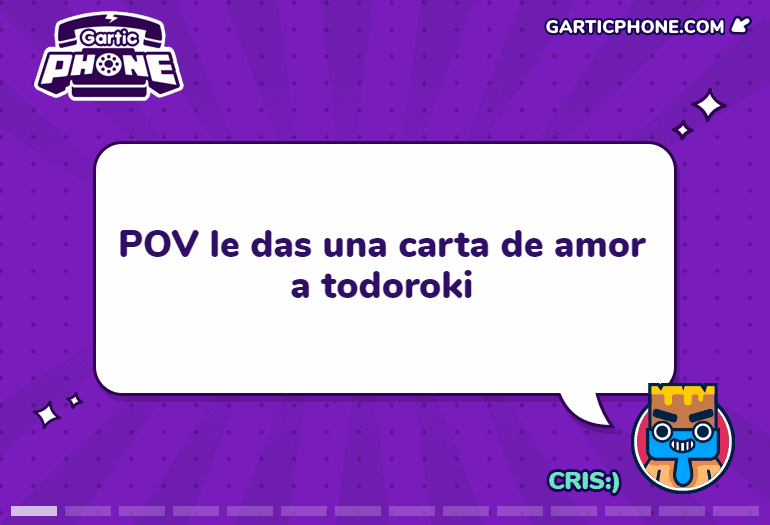 Gartic
PHONE
GARTICPHONE.COM
POV le das una carta de amor
a todoroki
CRIS:)